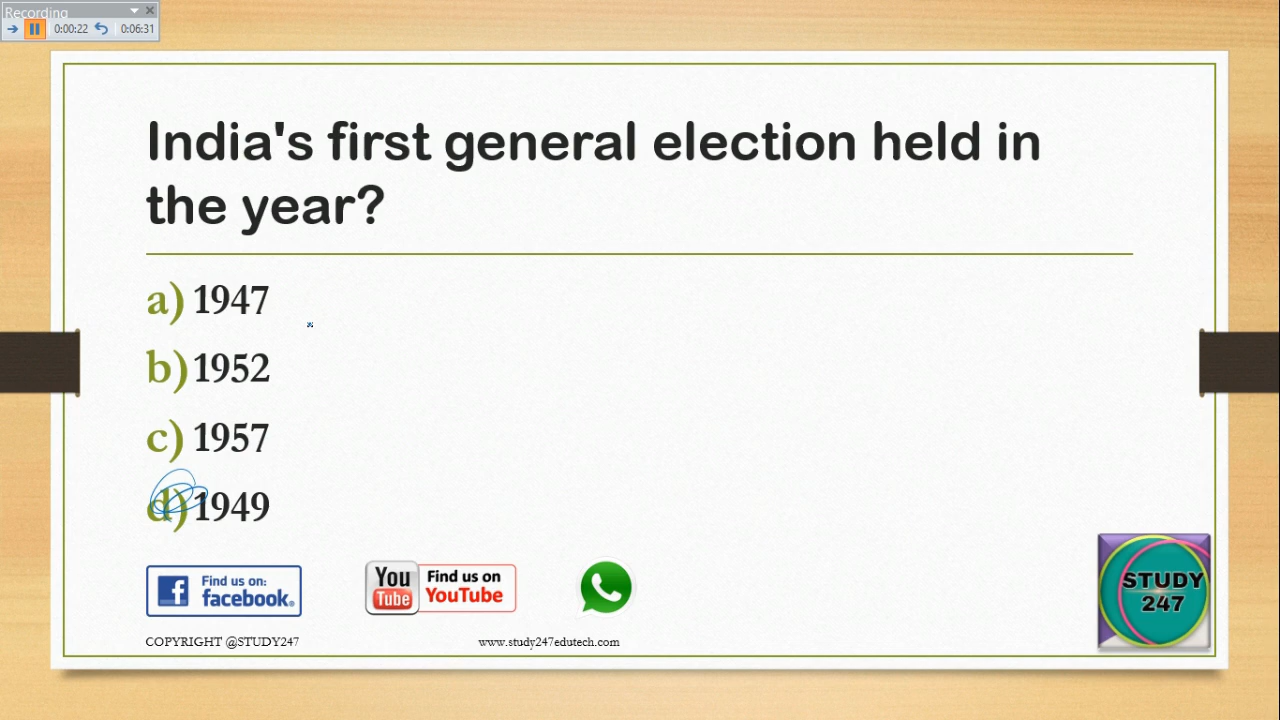 Recording
0:00:22 0:06:31
India's first general election held in
the year?
a) 1947
b) 1952
c) 1957
d) 1949
Find us on:
facebook.
You
Tube
Find us on
YouTube
STUDY
247
COPYRIGHT @STUDY247
www.study247edutech.com